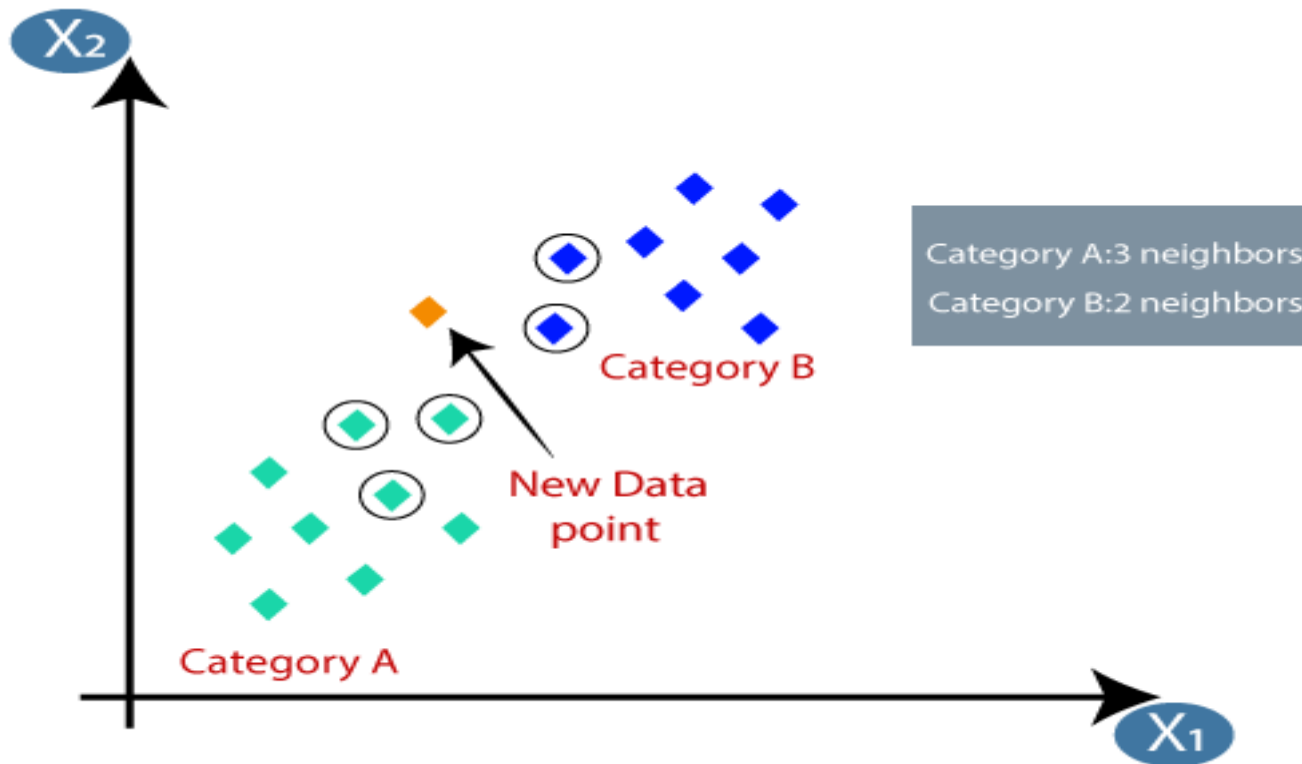 X₂
Category A:3 neighbors
Category B:2 neighbors
Category B
New Data
point
Category A
X₁